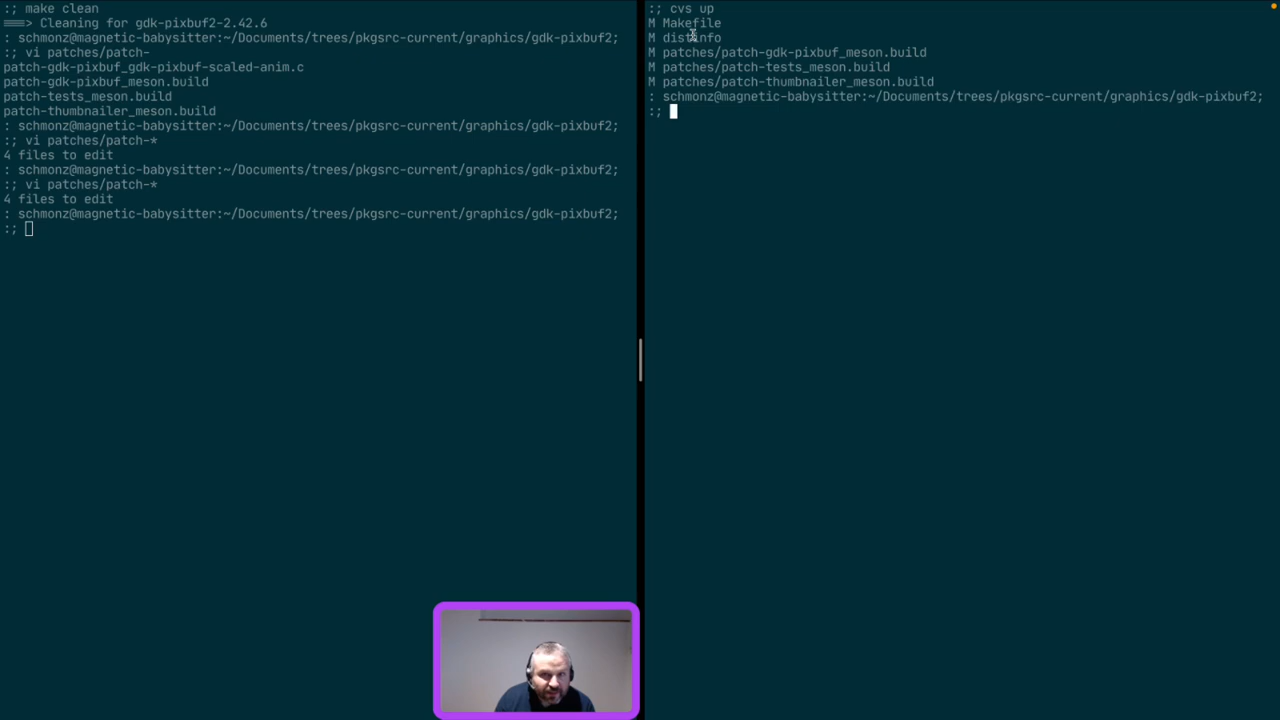 :; make clean
===> Cleaning for gdk-pixbuf2-2.42.6
: schmonz@magnetic-babysitter:~/Documents/trees/pkgsrc-current/graphics/gdk-pixbuf2;
:; vi patches/patch-
patch-gdk-pixbuf_gdk-pixbuf-scaled-anim.c
patch-gdk-pixbuf_meson.build
patch-tests_meson.build
patch-thumbnailer_meson.build
: schmonz@magnetic-babysitter:~/Documents/trees/pkgsrc-current/graphics/gdk-pixbuf2;
:; vi patches/patch-*
4 files to edit
: schmonz@magnetic-babysitter:~/Documents/trees/pkgsrc-current/graphics/gdk-pixbuf2;
:; vi patches/patch-*
4 files to edit
: schmonz@magnetic-babysitter:~/Documents/trees/pkgsrc-current/graphics/gdk-pixbuf2;
:;
:; cvs up
M Makefile
M distinfo
M patches/patch-gdk-pixbuf_meson.build
M patches/patch-tests_meson.build
M patches/patch-thumbnailer_meson.build
: schmonz@magnetic-babysitter:~/Documents/trees/pkgsrc-current/graphics/gdk-pixbuf2;
:;